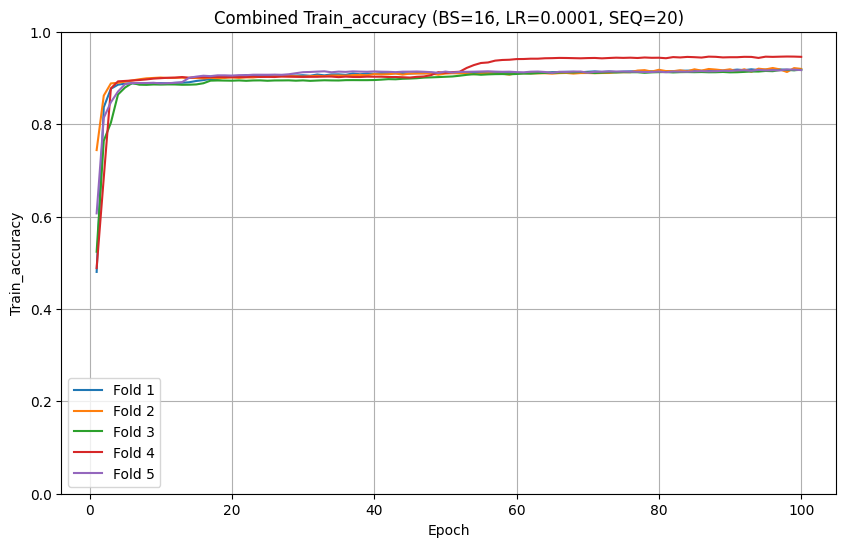 Combined Train_accuracy (BS=16, LR=0.0001, SEQ=20)
Train_accuracy
1.0
0.8
0.6
0.4
0.2
0.0
Fold 1
Fold 2
Fold 3
Fold 4
Fold 5
0 20 40 60 80 100
Epoch